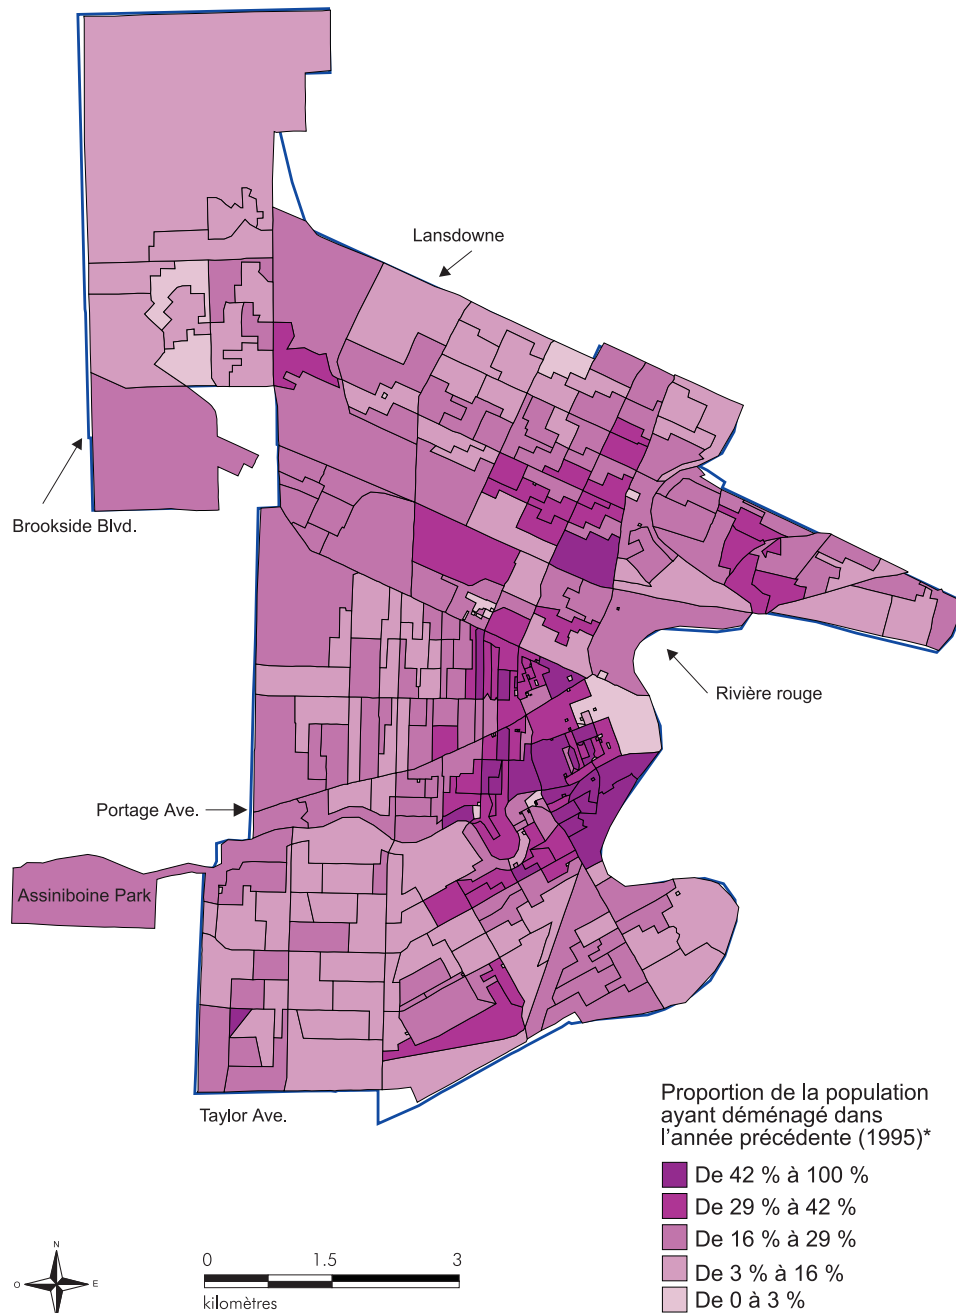 Lansdowne
Brookside Blvd.
Rivière rouge
Portage Ave.
Assiniboine Park
Taylor Ave.
Proportion de la population
ayant déménagé dans
l'année précédente (1995)*
De 42 % à 100 %
De 29 % à 42 %
De 16 % à 29 %
De 3 % à 16 %
De 0 à 3 %
N
O E
S
0 1.5 3
kilomètres